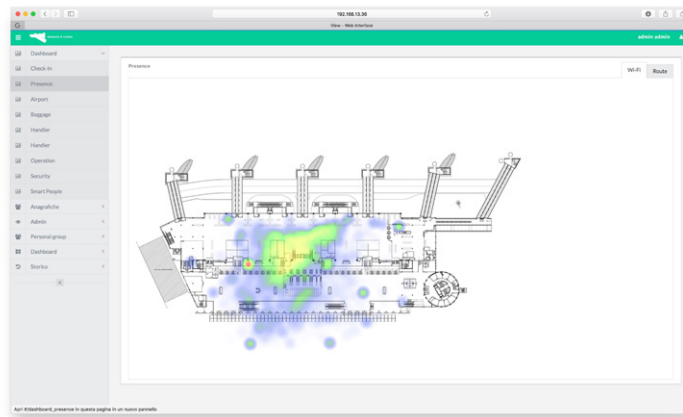 192.168.13.36
G
View - Web Interface
admin admin
Dashboard
Check-In
Presence
Airport
Baggage
Handler
Handler
Operation
Security
Smart People
Anagrafiche
Admin
Personal group
Dashboard
Storico
Presence
Wi-Fi
Route
Apri #/dashboard_presence in questa pagina in un nuovo pannello